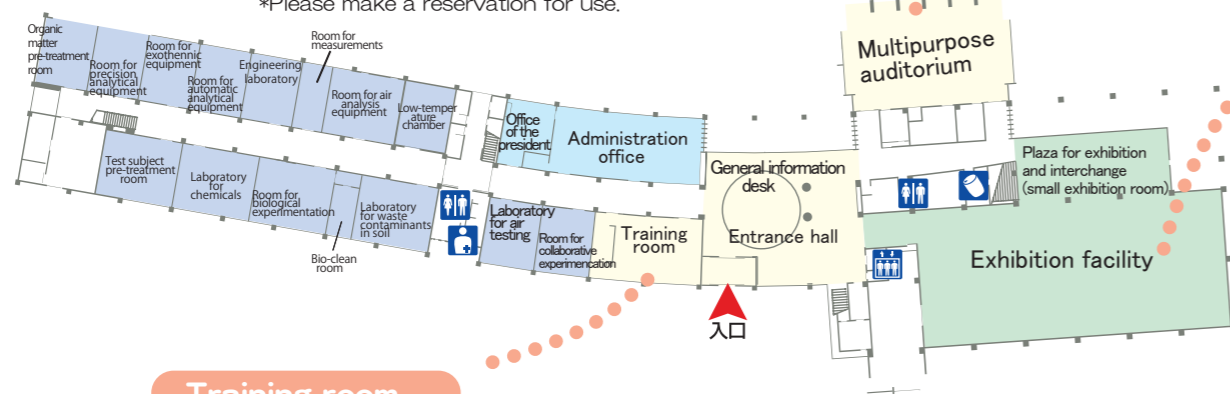 *Please make a reservation for use.
Organic
matter
pre-treatment
room
Room for
precision
analytical
equipment
Room for
exothennic
equipment
Room for
automatic
analytical
equipment
Engineering
laboratory
Room for
measurements
Room for air
analysis
equipment
Low-temper
ature
chamber
Office
of the
president
Administration
office
Multipurpose
auditorium
General information
desk
Entrance hall
Plaza for exhibition
and interchange
(small exhibition room)
Exhibition facility
Test subject
pre-treatment
room
Laboratory
for
chemicals
Room for
biological
experimentation
Bio-clean
room
Laboratory
for waste
contaminants
in soil
Laboratory
for air
testing
Room for
collaborative
experimencation
Training
room
入口
Training room